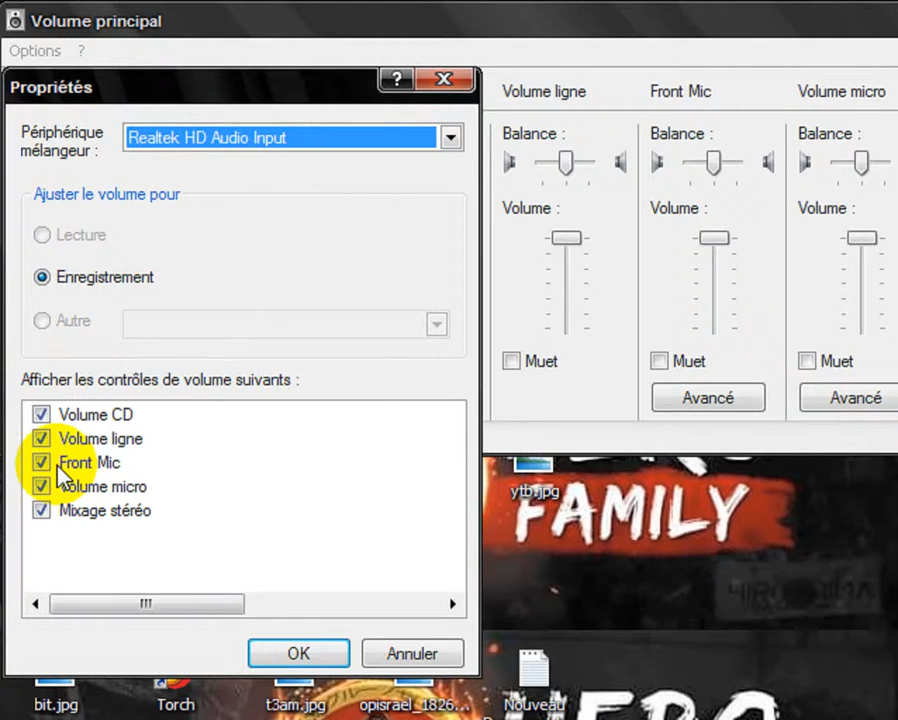 Volume principal
Options ?
Propriétés
?
Périphérique
mélangeur :
Realtek HD Audio Input
Ajuster le volume pour
Lecture
Enregistrement
Autre
Afficher les contrôles de volume suivants :
Volume CD
Volume ligne
Front Mic
Volume micro
Mixage stéréo
OK Annuler
Volume ligne Front Mic Volume micro
Balance : Balance : Balance :
Volume : Volume : Volume :
Muet Muet Muet
Avancé Avancé
ytb.jpg
FAMILY
bit.jpg Torch t3am.jpg opisrael_1826... Nouveau